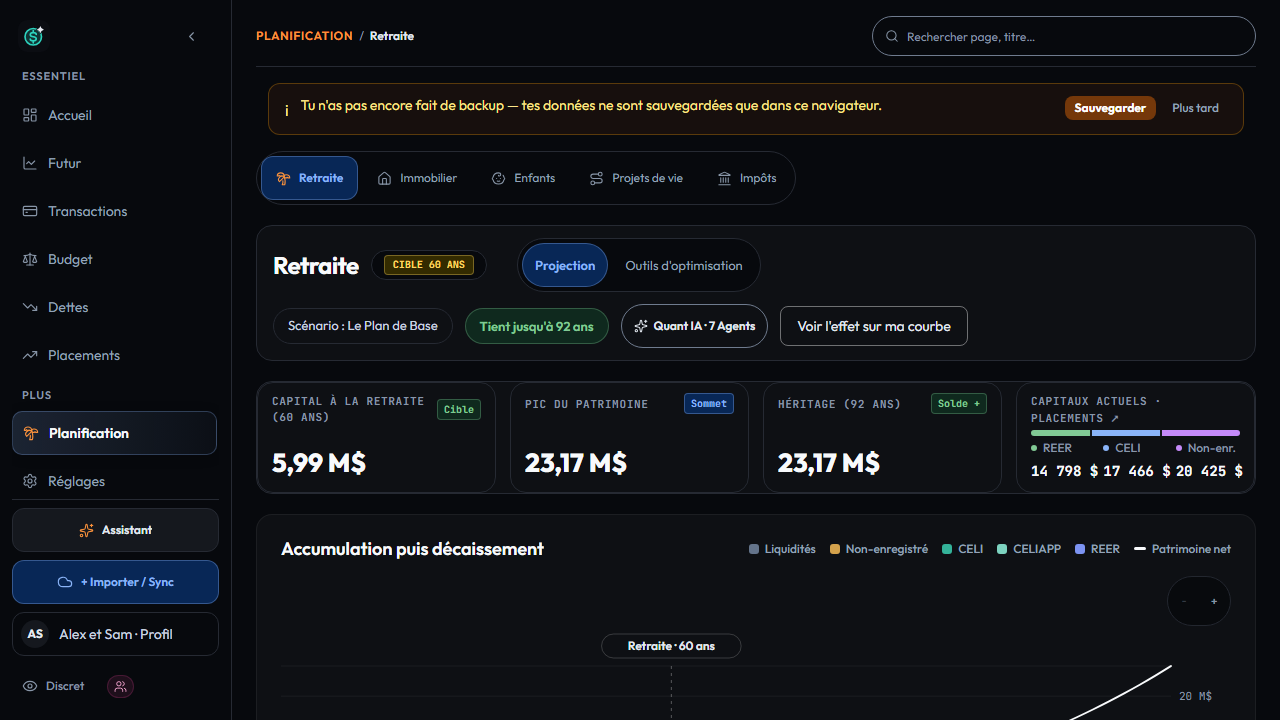 ESSENTIEL
Accueil
Futur
Transactions
Budget
Dettes
Placements
PLUS
Planification
Réglages
Assistant
+ Importer / Sync
AS Alex et Sam · Profil
Discret
PLANIFICATION / Retraite
Rechercher page, titre…
Tu n'as pas encore fait de backup — tes données ne sont sauvegardées que dans ce navigateur.
Sauvegarder
Plus tard
Retraite
Immobilier
Enfants
Projets de vie
Impôts
Retraite
CIBLE 60 ANS
Projection
Outils d'optimisation
Scénario : Le Plan de Base
Tient jusqu'à 92 ans
Quant IA · 7 Agents
Voir l'effet sur ma courbe
CAPITAL À LA RETRAITE
(60 ANS)
Cible
5,99 M$
PIC DU PATRIMOINE
Sommet
23,17 M$
HÉRITAGE (92 ANS)
Solde +
23,17 M$
CAPITAUX ACTUELS ·
PLACEMENTS ↗
REER
CELI
Non-enr.
14 798 $
17 466 $
20 425 $
Accumulation puis décaissement
Liquidités
Non-enregistré
CELI
CELIAPP
REER
Patrimoine net
- +
Retraite · 60 ans
20 M$